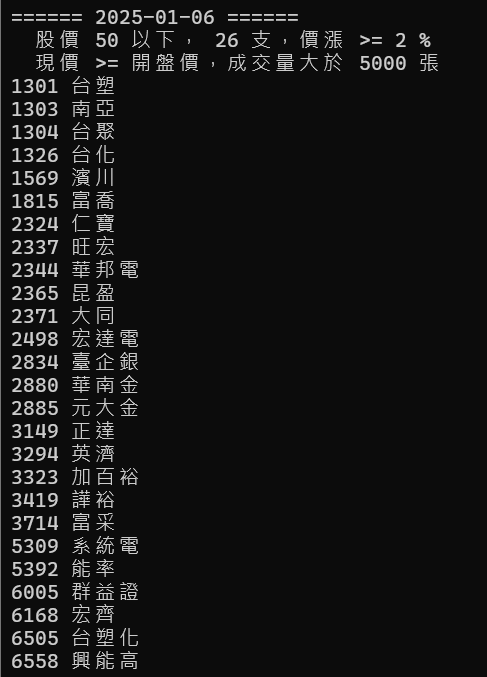 ====== 2025-01-06 ======
股價 50 以下， 26 支，價漲 >= 2 %
現價 >= 開盤價，成交量大於 5000 張
1301 台塑
1303 南亞
1304 台聚
1326 台化
1569 濱川
1815 富喬
2324 仁寶
2337 旺宏
2344 華邦電
2365 昆盈
2371 大同
2498 宏達電
2834 臺企銀
2880 華南金
2885 元大金
3149 正達
3294 英濟
3323 加百裕
3419 譁裕
3714 富采
5309 系統電
5392 能率
6005 群益證
6168 宏齊
6505 台塑化
6558 興能高